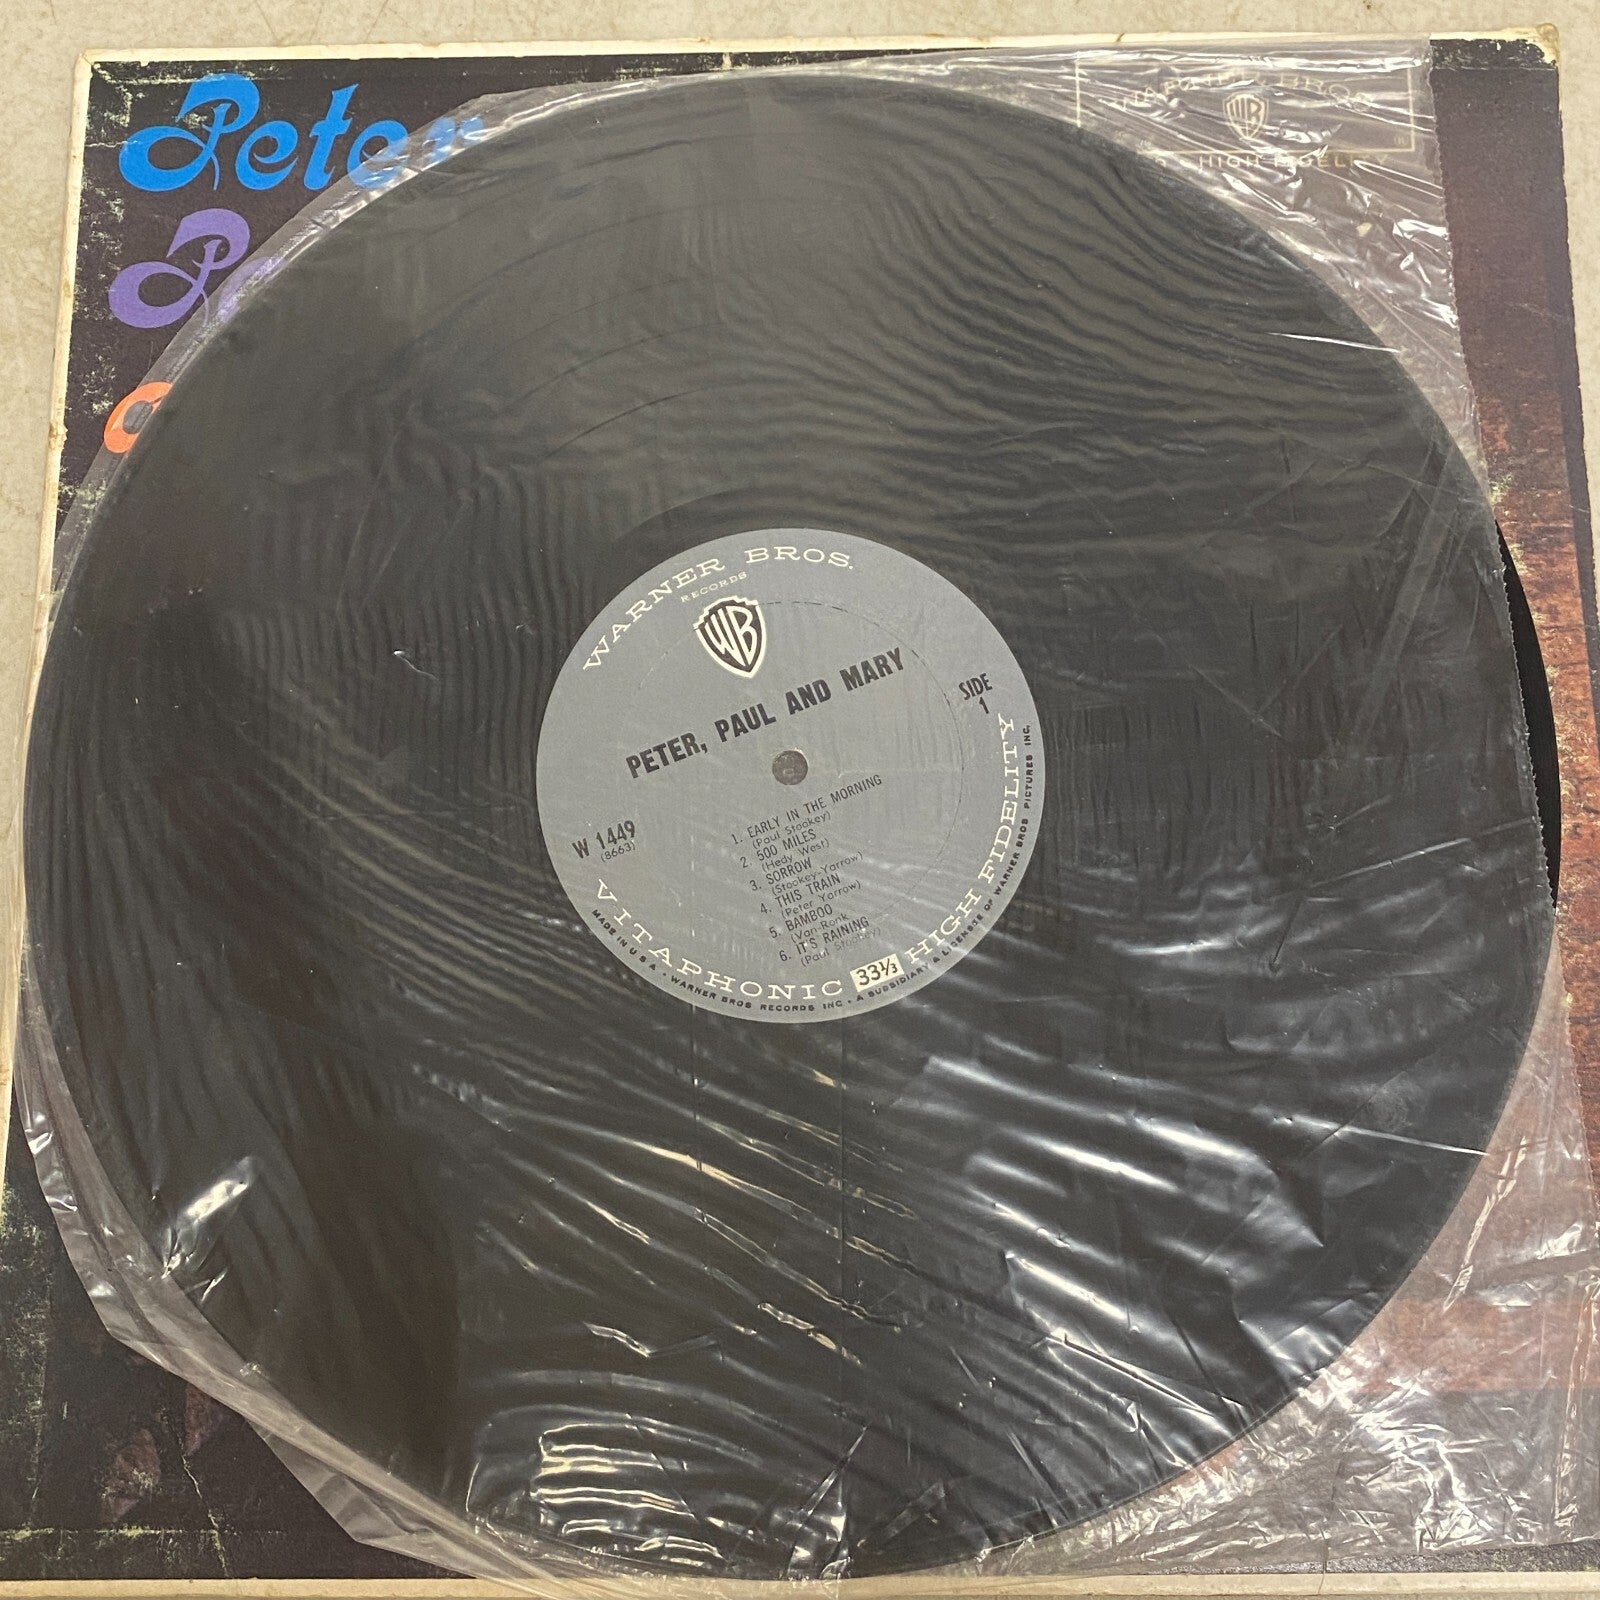 Peter
WARNER BROS
WB
HIGH FIDELITY
WARNER BROS.
RECORDS
WB
PETER, PAUL AND MARY
SIDE
1
W 1449
(8663)
1. EARLY IN THE MORNING
(Paul Stookey)
2. 500 MILES
(Hedy West)
3. SORROW
(Stookey-Yarrow)
4. THIS TRAIN
(Peter Yarrow)
5. BAMBOO
(Van-Ronk
6. IT'S RAINING
(Paul Stookey)
VITAPHONIC 33⅓ HIGH FIDELITY
MADE IN U.S.A. • WARNER BROS RECORDS INC • A SUBSIDIARY & LICENSEE OF WARNER BROS PICTURES INC.